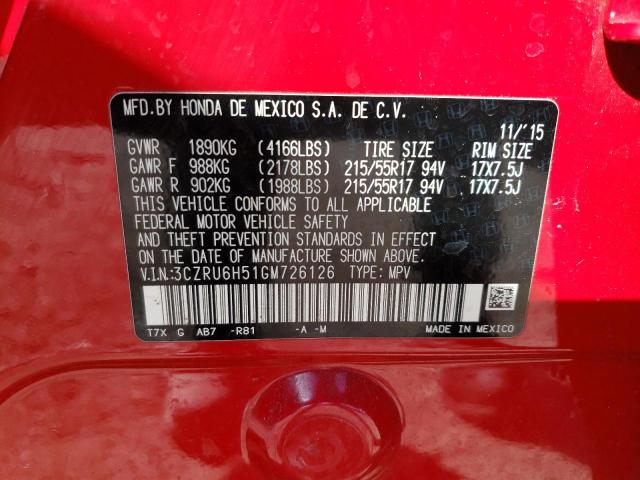 MFD.BY HONDA DE MEXICO S.A. DE C.V.
11/'15
GVWR 1890KG (4166LBS) TIRE SIZE RIM SIZE
GAWR F 988KG (2178LBS) 215/55R17 94V 17X7.5J
GAWR R 902KG (1988LBS) 215/55R17 94V 17X7.5J
THIS VEHICLE CONFORMS TO ALL APPLICABLE
FEDERAL MOTOR VEHICLE SAFETY
AND THEFT PREVENTION STANDARDS IN EFFECT
ON THE DATE OF MANUFACTURE SHOWN ABOVE.
V.I.N.:3CZRU6H51GM726126 TYPE: MPV
T7X G AB7 -R81 -A -M MADE IN MEXICO